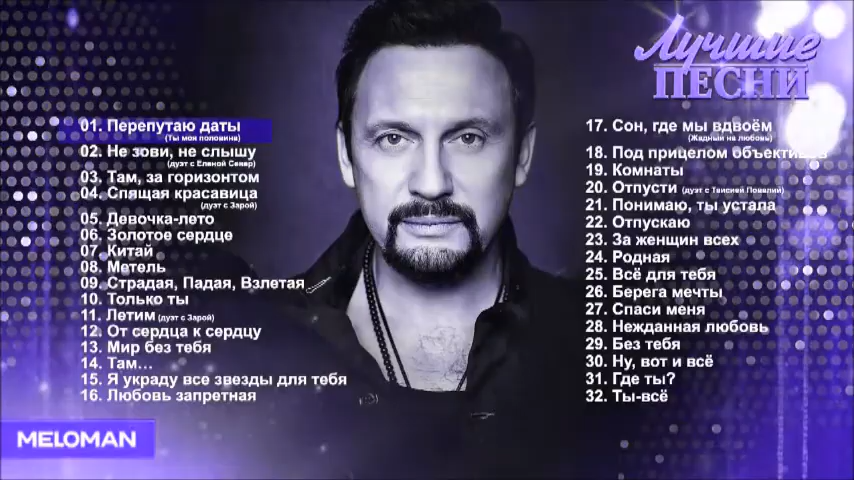 Лучшие
ПЕСНИ
01. Перепутаю даты
(Ты моя половина)
02. Не зови, не слышу
(дуэт с Еленой Север)
03. Там, за горизонтом
04. Спящая красавица
(дуэт с Зарой)
05. Девочка-лето
06. Золотое сердце
07. Китай
08. Метель
09. Страдая, Падая, Взлетая
10. Только ты
11. Летим (дуэт с Зарой)
12. От сердца к сердцу
13. Мир без тебя
14. Там...
15. Я украду все звезды для тебя
16. Любовь запретная
17. Сон, где мы вдвоём
(Жадный на любовь)
18. Под прицелом объективов
19. Комнаты
20. Отпусти (дуэт с Таисией Повалий)
21. Понимаю, ты устала
22. Отпускаю
23. За женщин всех
24. Родная
25. Всё для тебя
26. Берега мечты
27. Спаси меня
28. Нежданная любовь
29. Без тебя
30. Ну, вот и всё
31. Где ты?
32. Ты-всё
MELOMAN